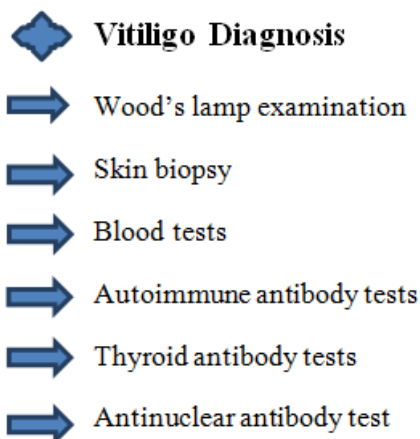 Vitiligo Diagnosis
Wood’s lamp examination
Skin biopsy
Blood tests
Autoimmune antibody tests
Thyroid antibody tests
Antinuclear antibody test